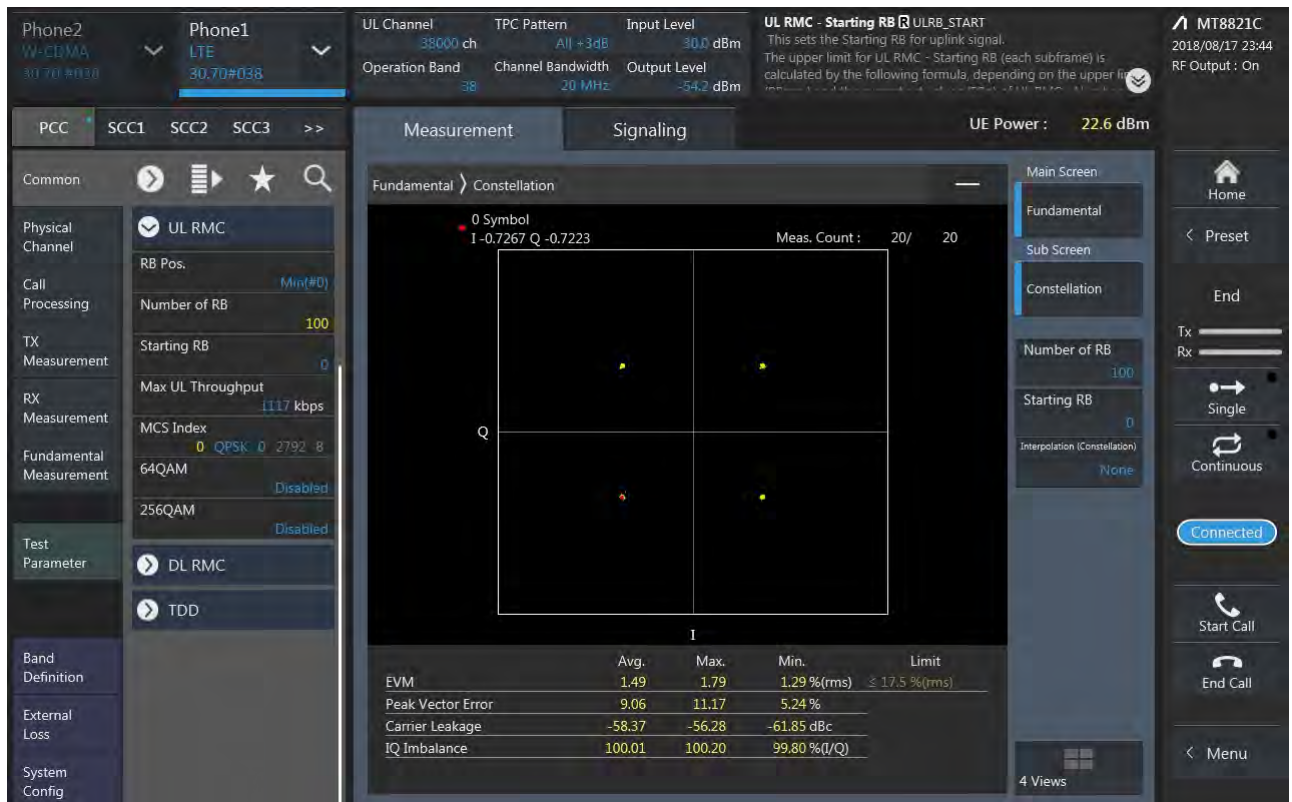 Phone2
W-CDMA
30.70 #038
Phone1
LTE
30.70#038
UL Channel
38000 ch
Operation Band
38
TPC Pattern
All +3dB
Channel Bandwidth
20 MHz
Input Level
30.0 dBm
Output Level
-54.2 dBm
UL RMC - Starting RB R ULRB_START
This sets the Starting RB for uplink signal.
The upper limit for UL RMC - Starting RB (each subframe) is
calculated by the following formula, depending on the upper
MT8821C
2018/08/17 23:44
RF Output : On
PCC SCC1 SCC2 SCC3 >>
Measurement
Signaling
UE Power : 22.6 dBm
Common
Physical
Channel
Call
Processing
TX
Measurement
RX
Measurement
Fundamental
Measurement
Test
Parameter
Band
Definition
External
Loss
System
Config
UL RMC
RB Pos.
Min(#0)
Number of RB
100
Starting RB
0
Max UL Throughput
1117 kbps
MCS Index
0 QPSK 0 2792 8
64QAM
Disabled
256QAM
Disabled
DL RMC
TDD
Fundamental 〉 Constellation
0 Symbol
I -0.7267 Q -0.7223
Meas. Count : 20/ 20
Q
I
Avg. Max. Min. Limit
EVM 1.49 1.79 1.29 %(rms) ≤ 17.5 %(rms)
Peak Vector Error 9.06 11.17 5.24 %
Carrier Leakage -58.37 -56.28 -61.85 dBc
IQ Imbalance 100.01 100.20 99.80 %(I/Q)
Main Screen
Fundamental
Sub Screen
Constellation
Number of RB
100
Starting RB
0
Interpolation (Constellation)
None
4 Views
Home
< Preset
End
Tx
Rx
Single
Continuous
Connected
Start Call
End Call
< Menu